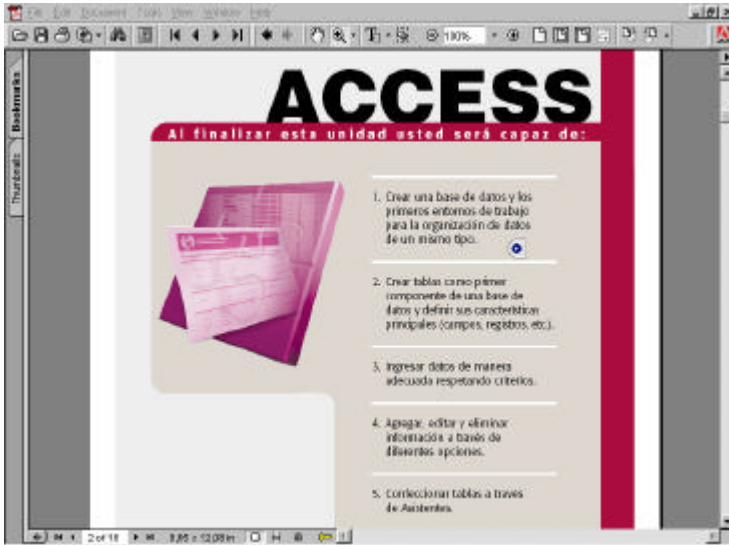 File Edit Document Tools View Window Help
100%
Bookmarks
Thumbnails
ACCESS
Al finalizar esta unidad usted será capaz de:
1. Crear una base de datos y los
primeros entornos de trabajo
para la organización de datos
de un mismo tipo.
2. Crear tablas como primer
componente de una base de
datos y definir sus características
principales (campos, registros, etc.).
3. Ingresar datos de manera
adecuada respetando criterios.
4. Agregar, editar y eliminar
información a través de
diferentes opciones.
5. Confeccionar tablas a traves
de Asistentes.
2 of 18